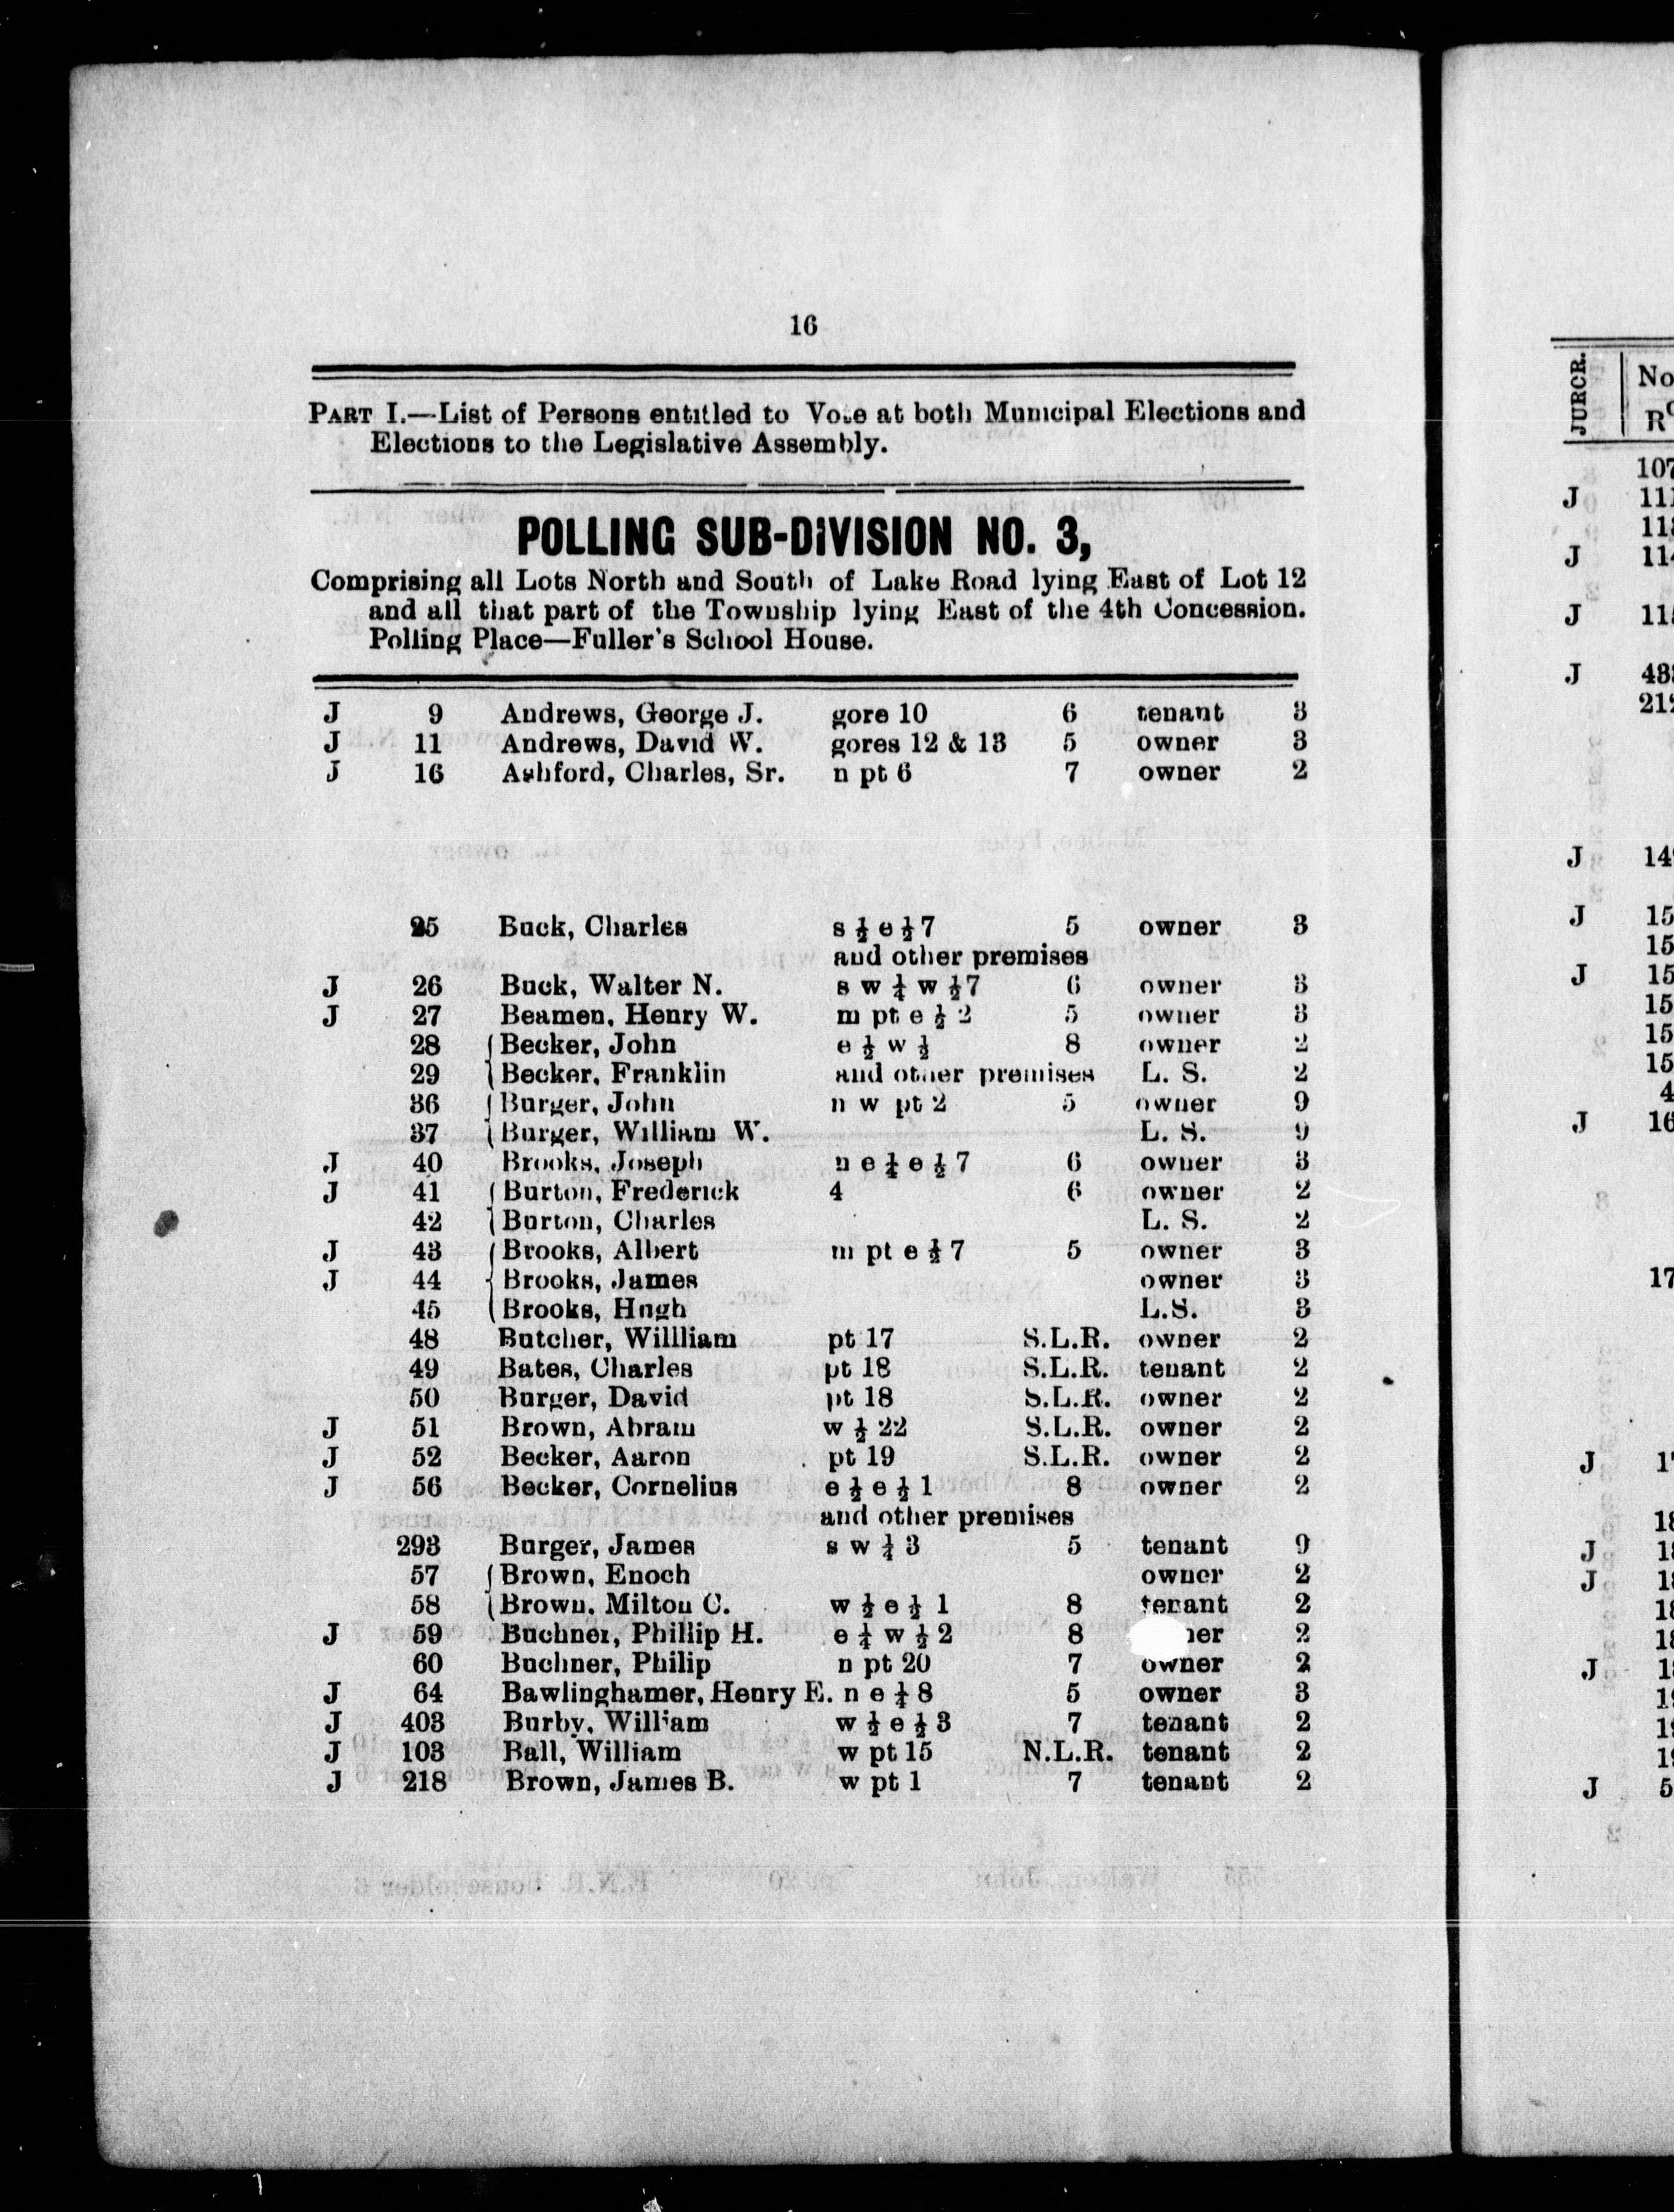 16
PART I.—List of Persons entitled to Vote at both Municipal Elections and
Elections to the Legislative Assembly.
POLLING SUB-DIVISION NO. 3,
Comprising all Lots North and South of Lake Road lying East of Lot 12
and all that part of the Township lying East of the 4th Concession.
Polling Place—Fuller's School House.
J 9 Andrews, George J. gore 10 6 tenant 3
J 11 Andrews, David W. gores 12 & 13 5 owner 3
J 16 Ashford, Charles, Sr. n pt 6 7 owner 2
25 Buck, Charles s ½ e ½ 7 5 owner 3
and other premises
J 26 Buck, Walter N. s w ¼ w ½ 7 6 owner 3
J 27 Beamen, Henry W. m pt e ½ 2 5 owner 3
28 Becker, John e ½ w ½ 8 owner 2
29 Becker, Franklin and other premises L. S. 2
36 Burger, John n w pt 2 5 owner 9
37 Burger, William W. L. S. 9
J 40 Brooks, Joseph n e ¼ e ½ 7 6 owner 3
J 41 Burton, Frederick 4 6 owner 2
42 Burton, Charles L. S. 2
J 43 Brooks, Albert m pt e ½ 7 5 owner 3
J 44 Brooks, James owner 3
45 Brooks, Hugh L.S. 3
48 Butcher, Willliam pt 17 S.L.R. owner 2
49 Bates, Charles pt 18 S.L.R. tenant 2
50 Burger, David pt 18 S.L.R. owner 2
J 51 Brown, Abram w ½ 22 S.L.R. owner 2
J 52 Becker, Aaron pt 19 S.L.R. owner 2
J 56 Becker, Cornelius e ½ e ½ 1 8 owner 2
and other premises
293 Burger, James s w ¼ 3 5 tenant 9
57 Brown, Enoch owner 2
58 Brown, Milton C. w ½ e ½ 1 8 tenant 2
J 59 Buchner, Phillip H. e ¼ w ½ 2 8 ner 2
60 Buchner, Philip n pt 20 7 owner 2
J 64 Bawlinghamer, Henry E. n e ¼ 8 5 owner 3
J 403 Burby, William w ½ e ½ 3 7 tenant 2
J 103 Ball, William w pt 15 N.L.R. tenant 2
J 218 Brown, James B. w pt 1 7 tenant 2
JUROR.
No
R
107
J
J
J
J
J
J
J
J
J
J
J
J
J